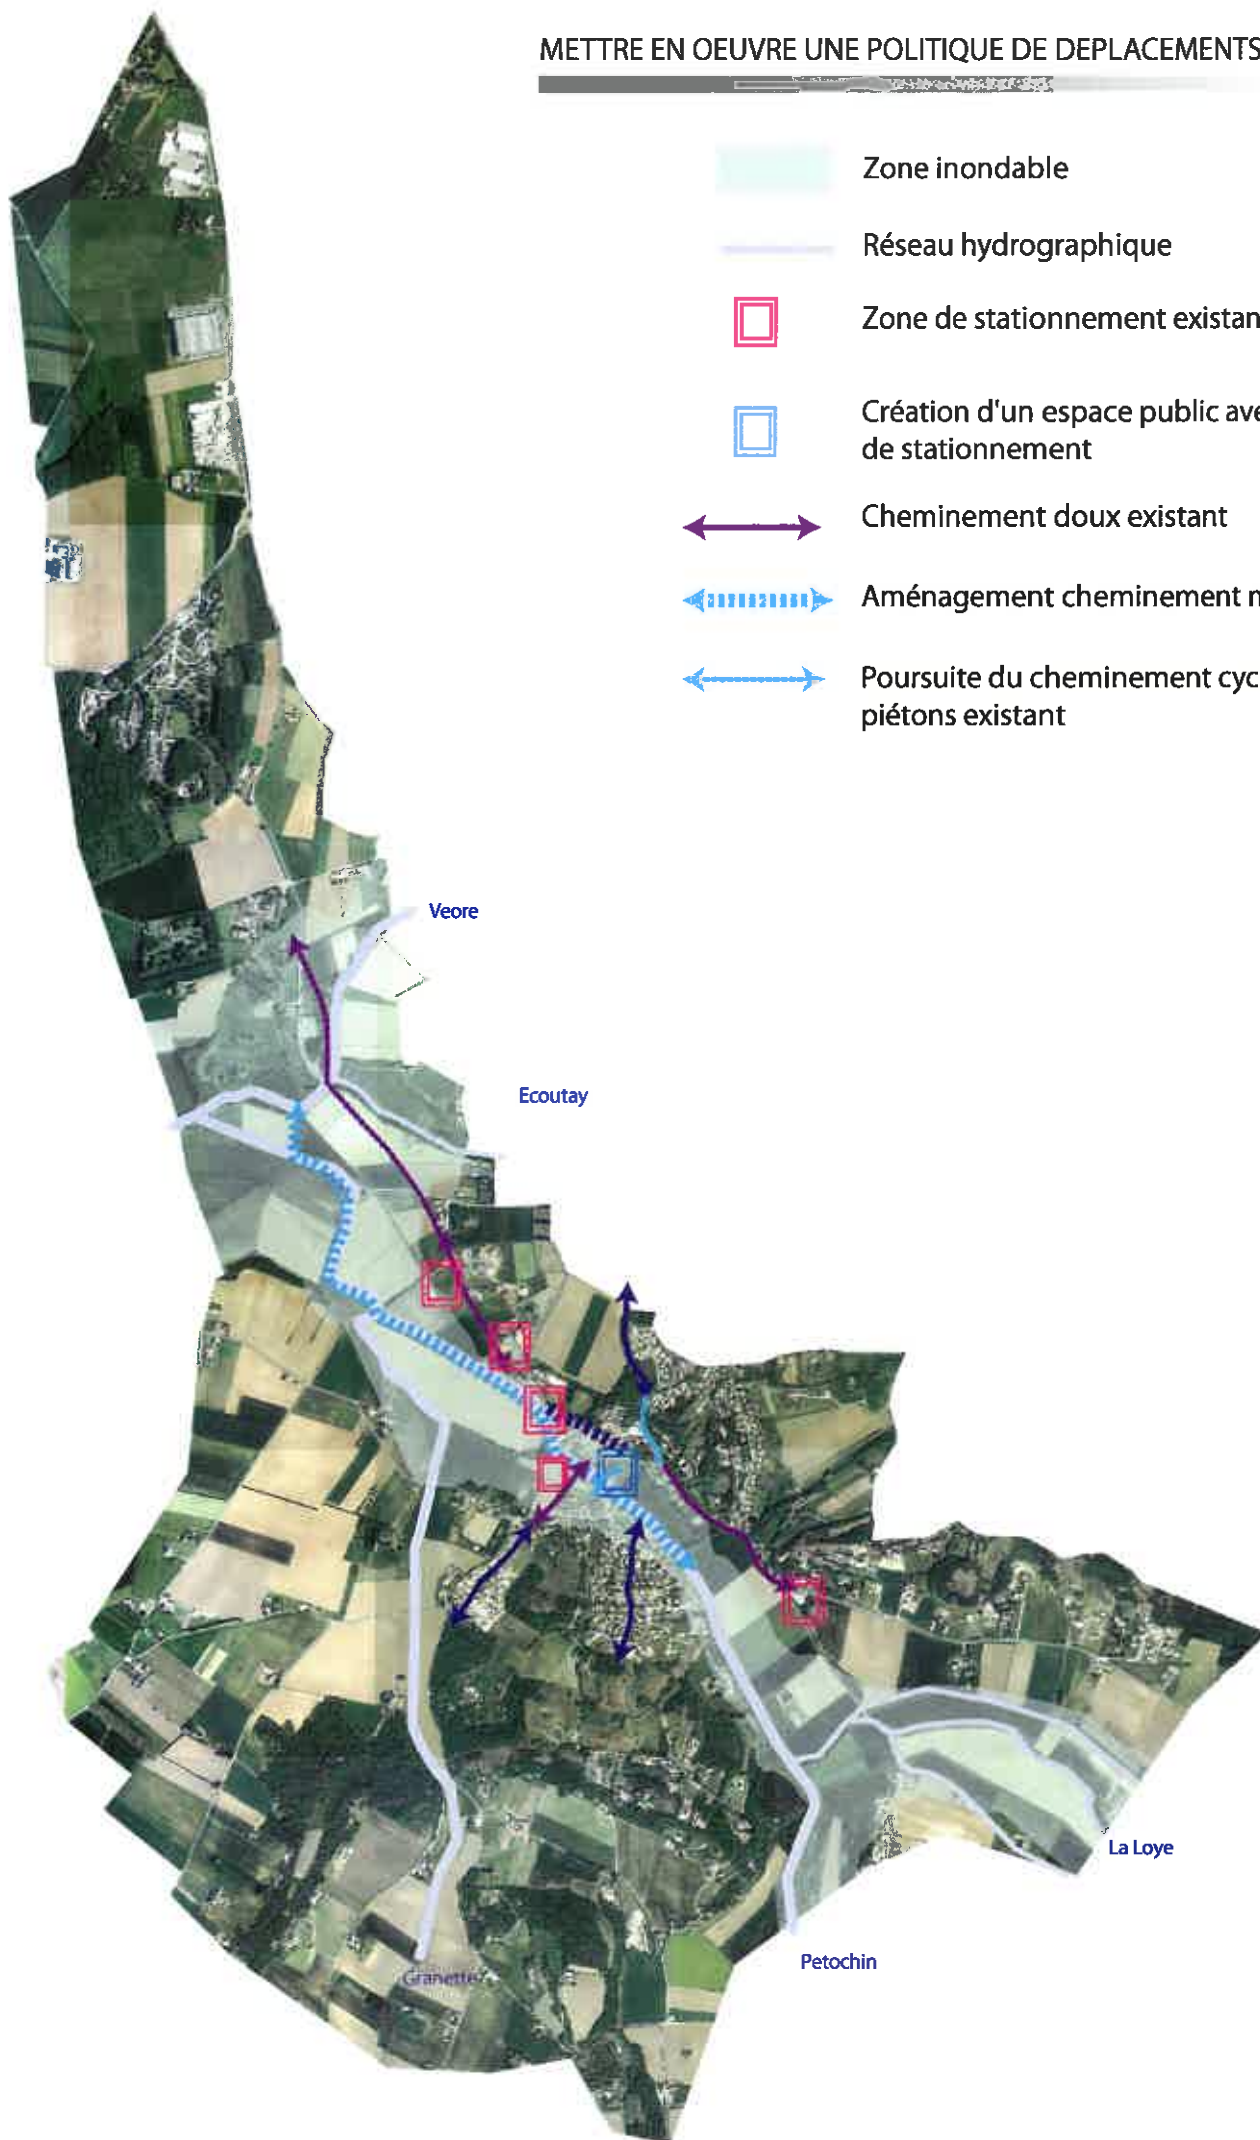 METTRE EN OEUVRE UNE POLITIQUE DE DEPLACEMENTS
Zone inondable
Réseau hydrographique
Zone de stationnement existan
Création d'un espace public ave
de stationnement
Cheminement doux existant
Aménagement cheminement n
Poursuite du cheminement cyc
piétons existant
Veore
Ecoutay
La Loye
Petochin
Granette